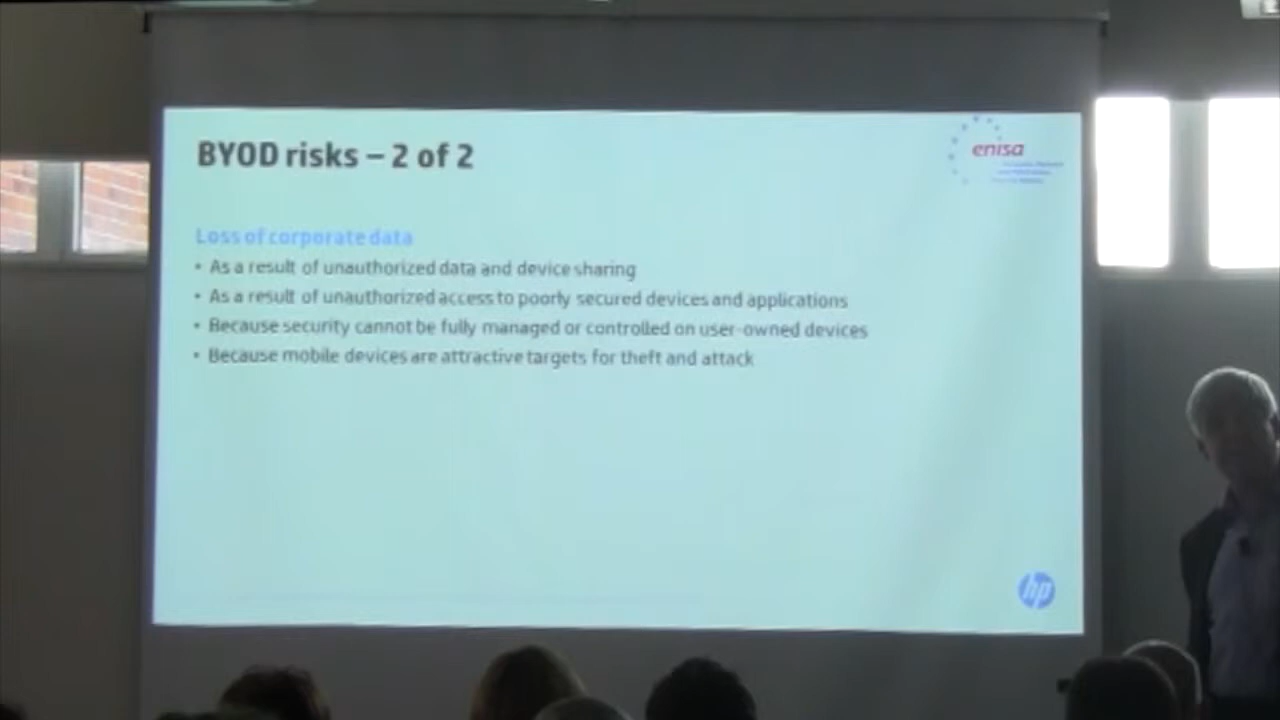 BYOD risks – 2 of 2
enisa
Loss of corporate data
• As a result of unauthorized data and device sharing
• As a result of unauthorized access to poorly secured devices and applications
• Because security cannot be fully managed or controlled on user-owned devices
• Because mobile devices are attractive targets for theft and attack
hp